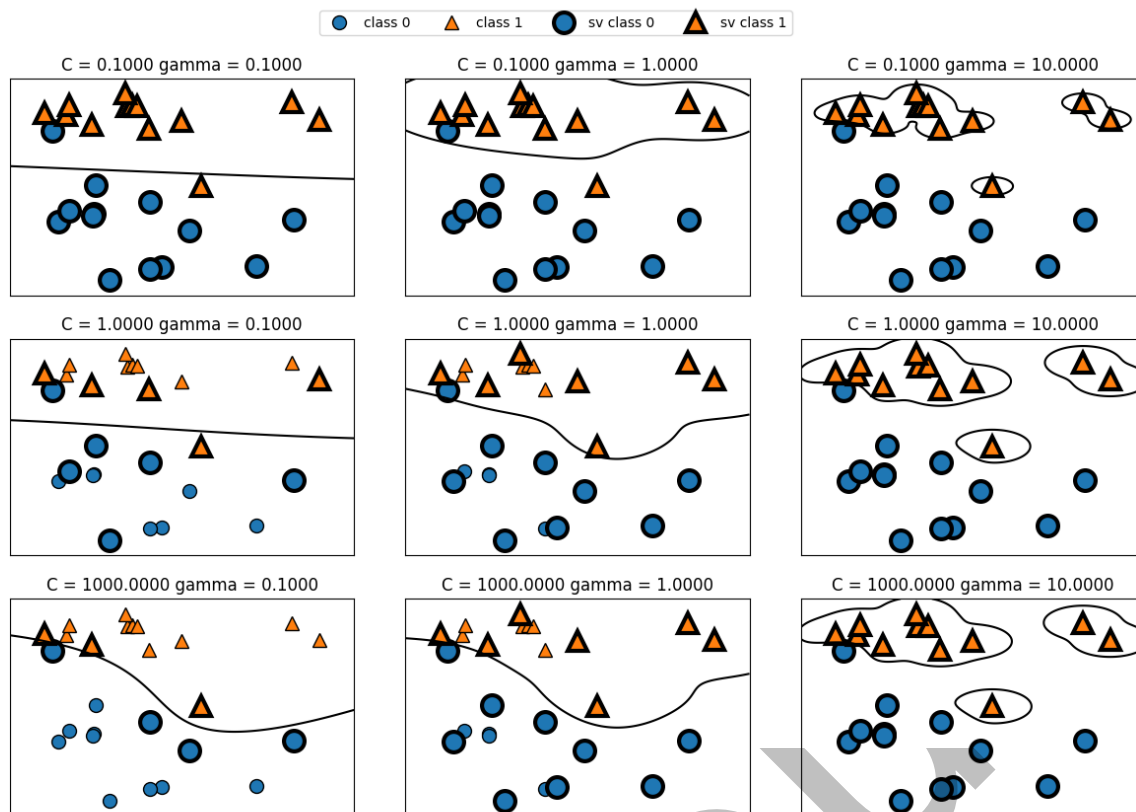 class 0 class 1 sv class 0 sv class 1
C = 0.1000 gamma = 0.1000
C = 0.1000 gamma = 1.0000
C = 0.1000 gamma = 10.0000
C = 1.0000 gamma = 0.1000
C = 1.0000 gamma = 1.0000
C = 1.0000 gamma = 10.0000
C = 1000.0000 gamma = 0.1000
C = 1000.0000 gamma = 1.0000
C = 1000.0000 gamma = 10.0000